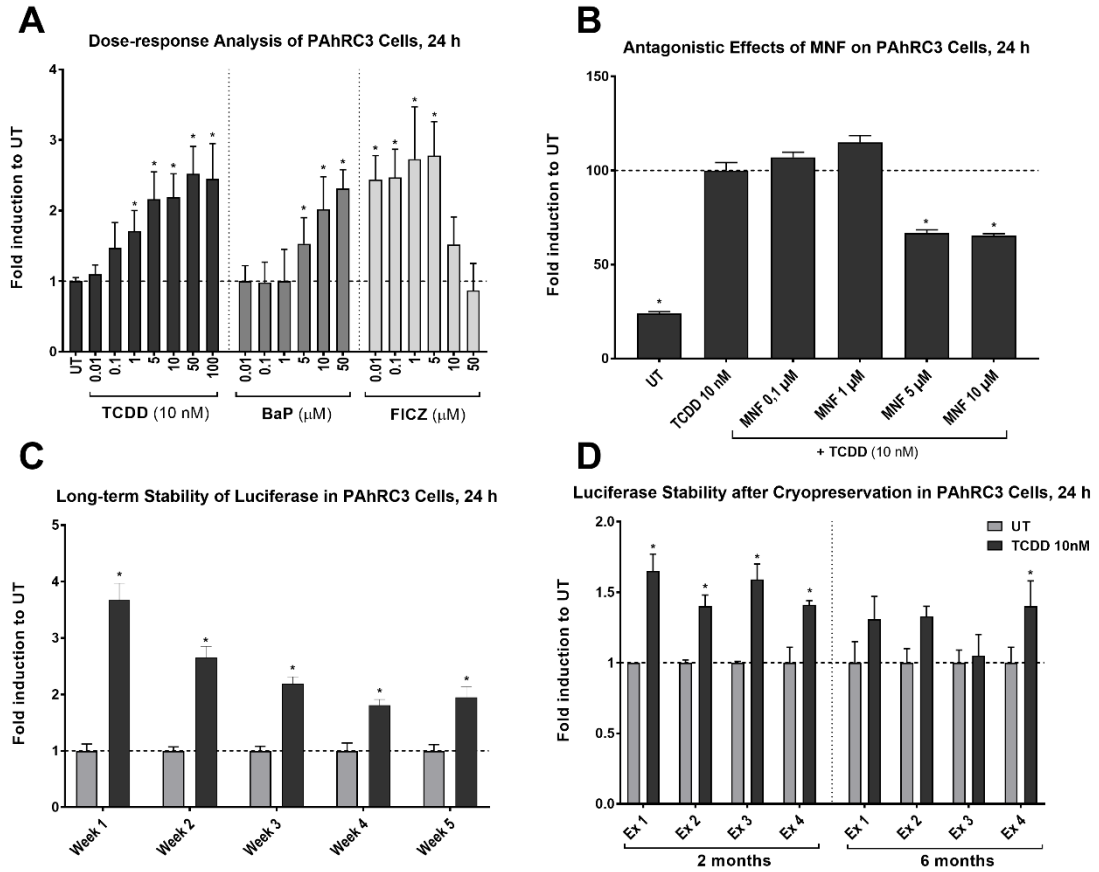 A
Dose-response Analysis of PAhRC3 Cells, 24 h
Fold induction to UT
4
3
2
1
0
UT
0.01
0.1
1
5
10
50
100
0.01
0.1
1
5
10
50
0.01
0.1
1
5
10
50
TCDD (10 nM)
BaP (µM)
FICZ (µM)
* * * * * * * * * * * *
B
Antagonistic Effects of MNF on PAhRC3 Cells, 24 h
Fold induction to UT
150
100
50
0
* * *
UT
TCDD 10 nM
MNF 0,1 µM
MNF 1 µM
MNF 5 µM
MNF 10 µM
+ TCDD (10 nM)
C
Long-term Stability of Luciferase in PAhRC3 Cells, 24 h
Fold induction to UT
5
4
3
2
1
0
* * * * *
Week 1
Week 2
Week 3
Week 4
Week 5
D
Luciferase Stability after Cryopreservation in PAhRC3 Cells, 24 h
Fold induction to UT
2.0
1.5
1.0
0.5
0.0
UT
TCDD 10nM
* * * * *
Ex 1
Ex 2
Ex 3
Ex 4
Ex 1
Ex 2
Ex 3
Ex 4
2 months
6 months